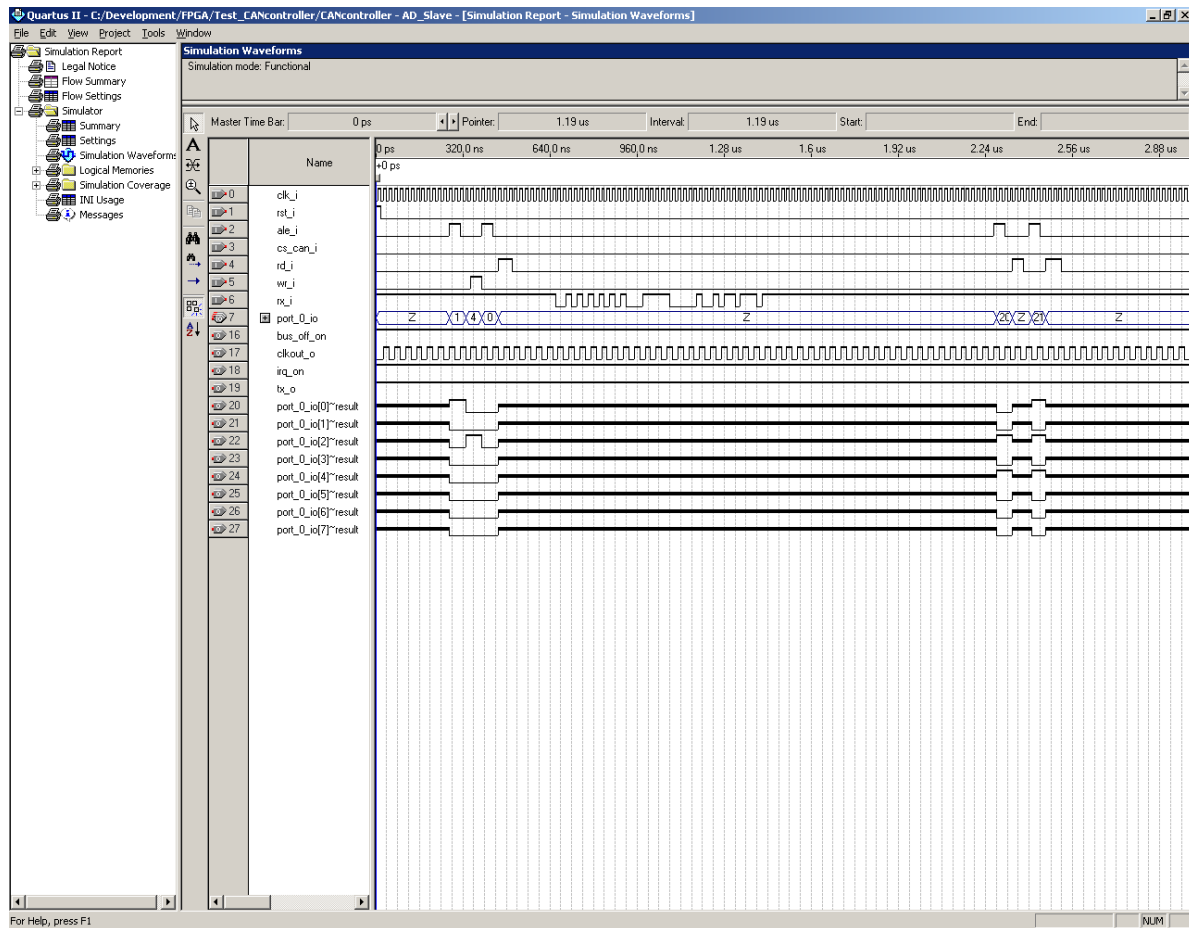 Quartus II - C:/Development/FPGA/Test_CANcontroller/CANcontroller - AD_Slave - [Simulation Report - Simulation Waveforms]
File Edit View Project Tools Window
Simulation Report
Legal Notice
Flow Summary
Flow Settings
Simulator
Summary
Settings
Simulation Waveforms
Logical Memories
Simulation Coverage
INI Usage
Messages
Simulation Waveforms
Simulation mode: Functional
Master Time Bar: 0 ps Pointer: 1.19 us Interval: 1.19 us Start: End:
Name
0 ps 320,0 ns 640,0 ns 960,0 ns 1.28 us 1.6 us 1.92 us 2.24 us 2.56 us 2.88 us
+0 ps
0 clk_i
1 rst_i
2 ale_i
3 cs_can_i
4 rd_i
5 wr_i
6 rx_i
7 port_0_io Z 1 4 0 Z 20 Z 21 Z
16 bus_off_on
17 clkout_o
18 irq_on
19 tx_o
20 port_0_io[0]~result
21 port_0_io[1]~result
22 port_0_io[2]~result
23 port_0_io[3]~result
24 port_0_io[4]~result
25 port_0_io[5]~result
26 port_0_io[6]~result
27 port_0_io[7]~result
For Help, press F1
NUM